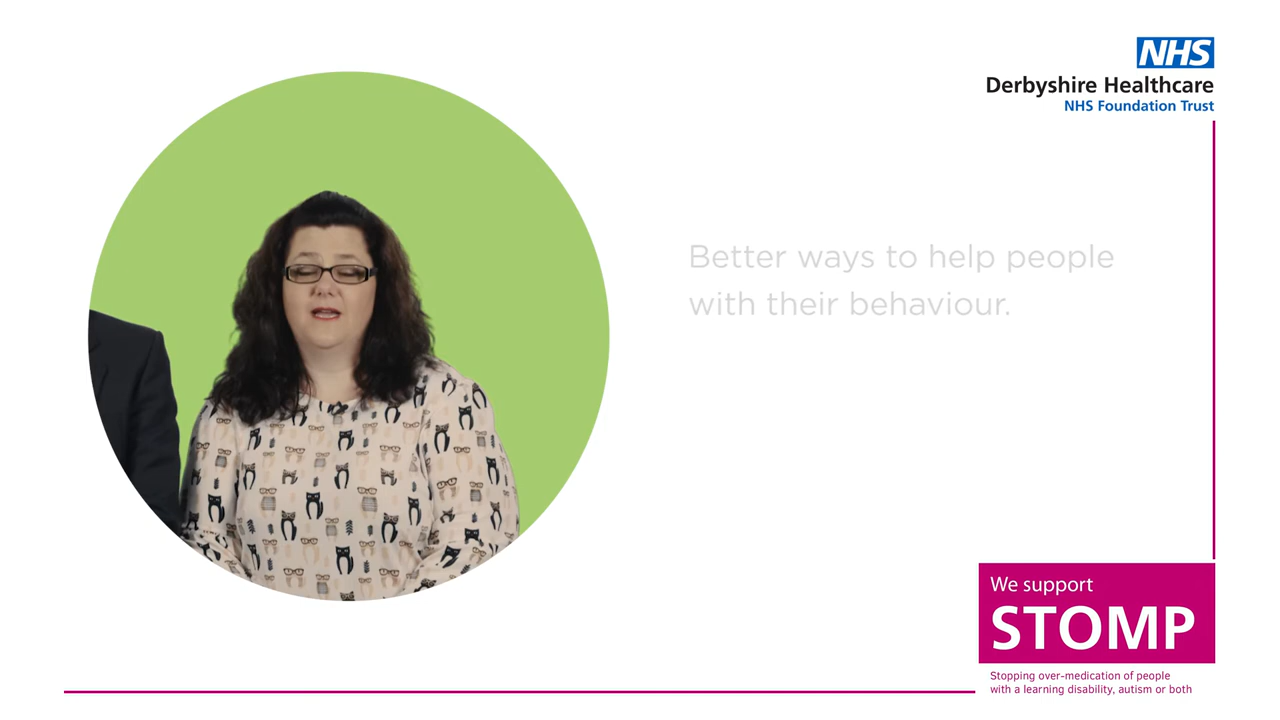 NHS
Derbyshire Healthcare
NHS Foundation Trust
Better ways to help people
with their behaviour.
We support
STOMP
Stopping over-medication of people
with a learning disability, autism or both